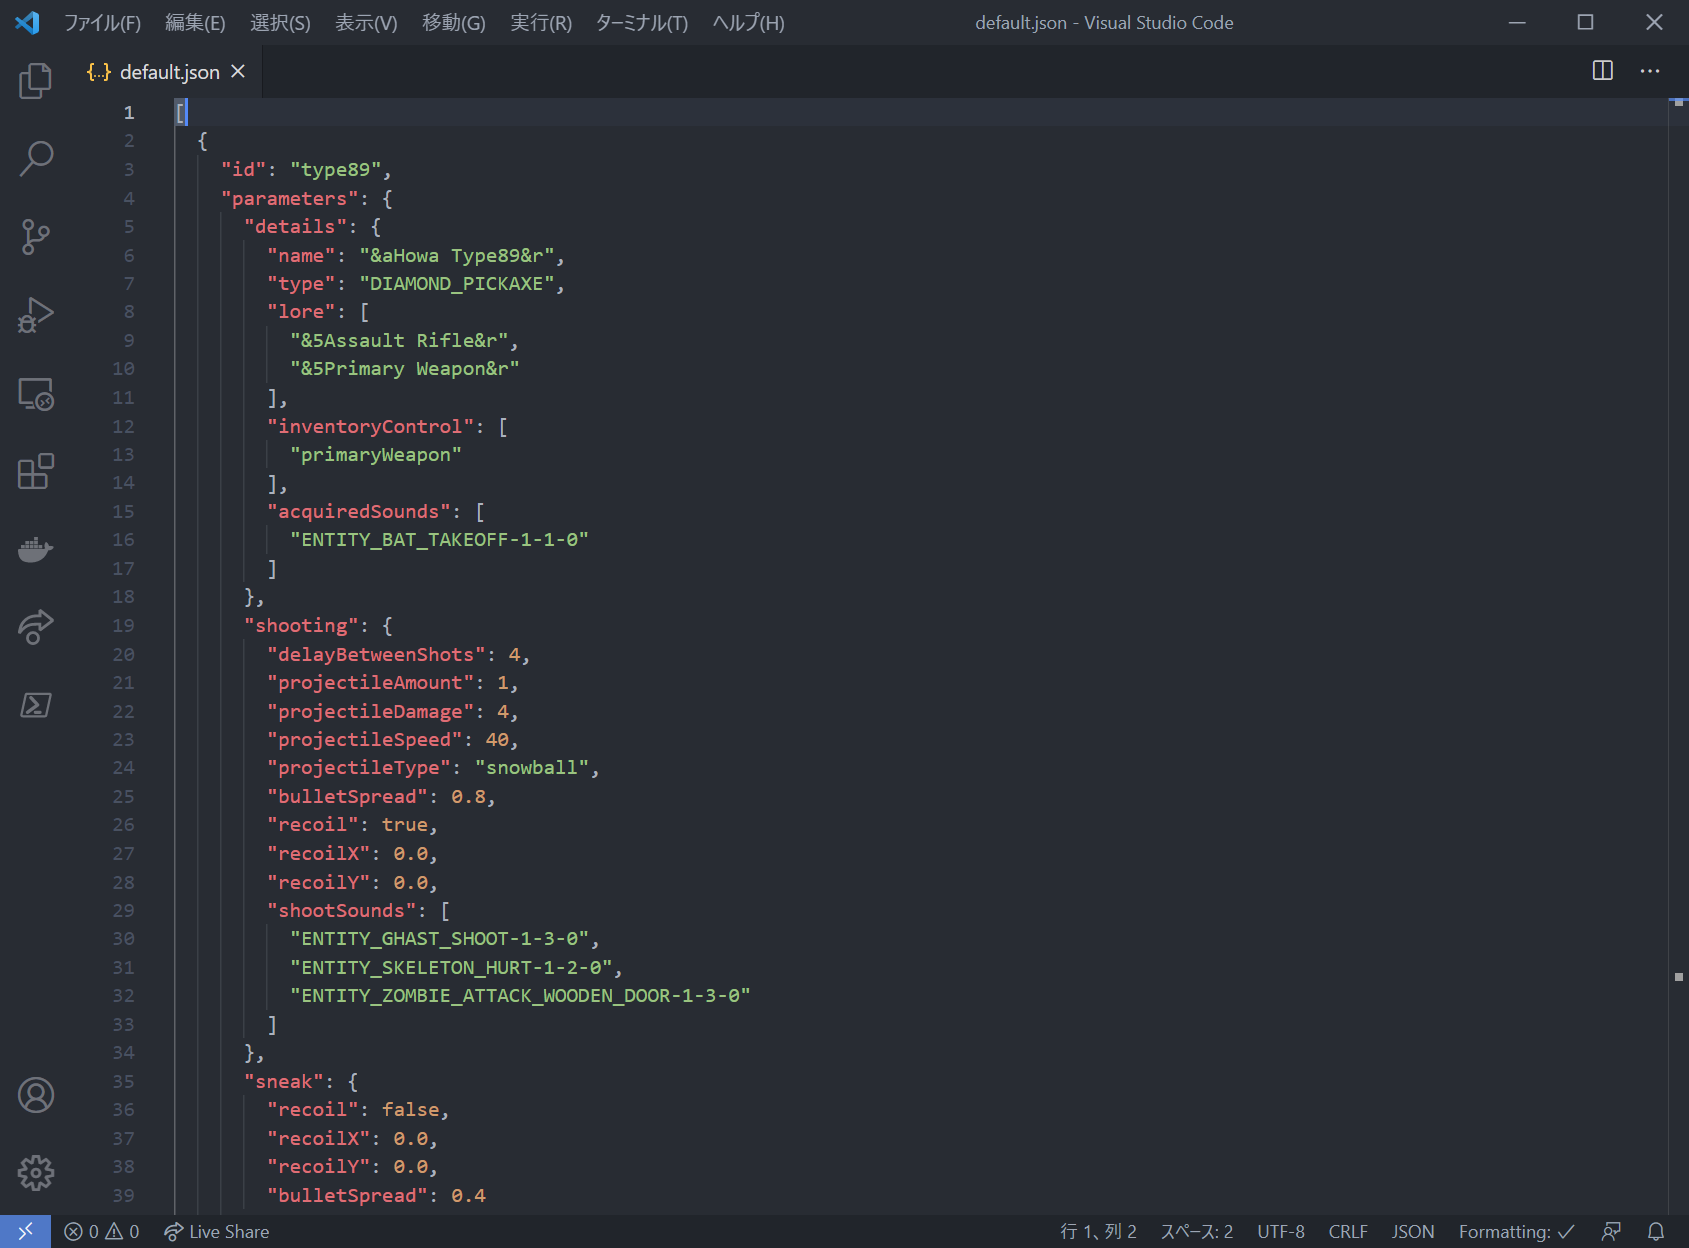 ファイル(F) 編集(E) 選択(S) 表示(V) 移動(G) 実行(R) ターミナル(T) ヘルプ(H) default.json - Visual Studio Code
{..} default.json
1 [
2 {
3 "id": "type89",
4 "parameters": {
5 "details": {
6 "name": "&aHowa Type89&r",
7 "type": "DIAMOND_PICKAXE",
8 "lore": [
9 "&5Assault Rifle&r",
10 "&5Primary Weapon&r"
11 ],
12 "inventoryControl": [
13 "primaryWeapon"
14 ],
15 "acquiredSounds": [
16 "ENTITY_BAT_TAKEOFF-1-1-0"
17 ]
18 },
19 "shooting": {
20 "delayBetweenShots": 4,
21 "projectileAmount": 1,
22 "projectileDamage": 4,
23 "projectileSpeed": 40,
24 "projectileType": "snowball",
25 "bulletSpread": 0.8,
26 "recoil": true,
27 "recoilX": 0.0,
28 "recoilY": 0.0,
29 "shootSounds": [
30 "ENTITY_GHAST_SHOOT-1-3-0",
31 "ENTITY_SKELETON_HURT-1-2-0",
32 "ENTITY_ZOMBIE_ATTACK_WOODEN_DOOR-1-3-0"
33 ]
34 },
35 "sneak": {
36 "recoil": false,
37 "recoilX": 0.0,
38 "recoilY": 0.0,
39 "bulletSpread": 0.4
0 0 Live Share 行 1、列 2 スペース: 2 UTF-8 CRLF JSON Formatting: ✓